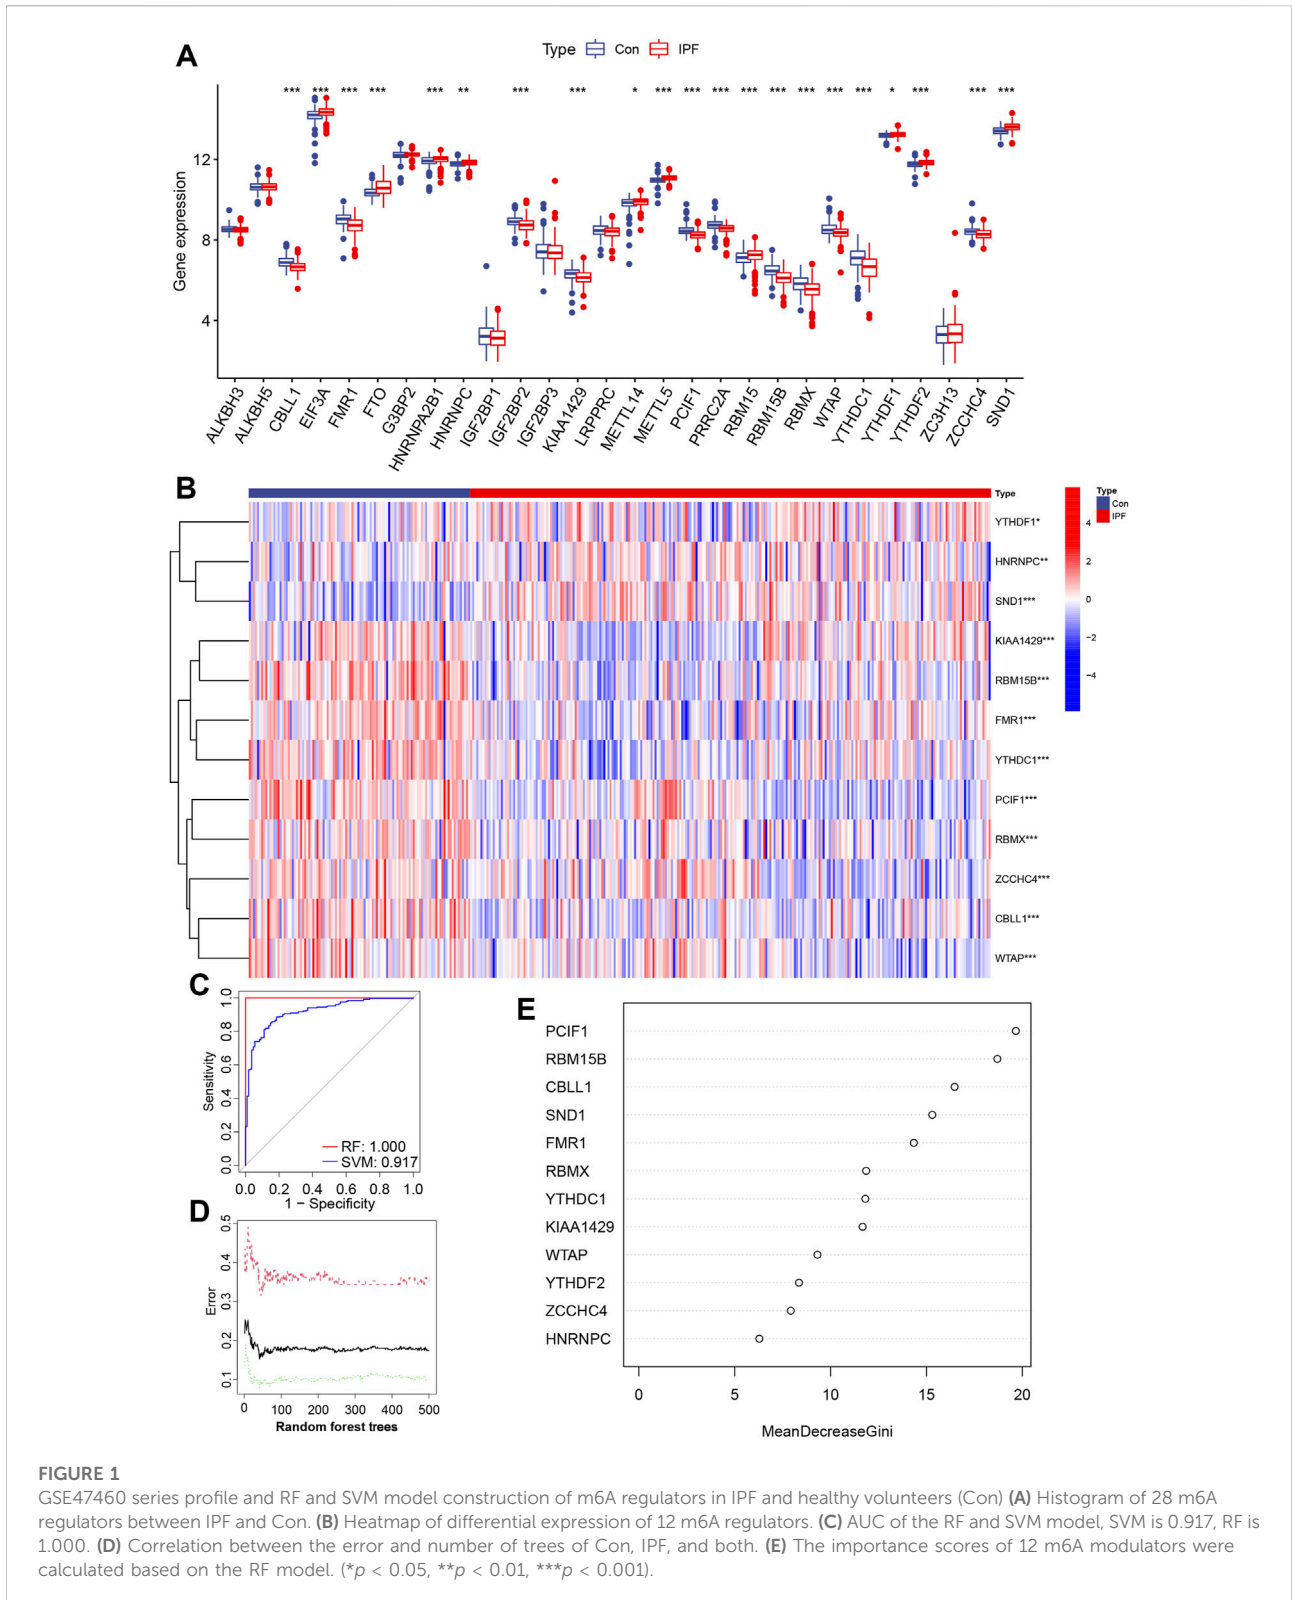 A
Type Con IPF
*** *** *** *** *** ** *** *** * *** *** *** *** *** *** *** *** * *** *** ***
Gene expression
12
8
4
ALKBH3
ALKBH5
CBLL1
EIF3A
FMR1
FTO
G3BP2
HNRNPA2B1
HNRNPC
IGF2BP1
IGF2BP2
IGF2BP3
KIAA1429
LRPPRC
METTL14
METTL5
PCIF1
PRRC2A
RBM15
RBM15B
RBMX
WTAP
YTHDC1
YTHDF1
YTHDF2
ZC3H13
ZCCHC4
SND1
B
Type
YTHDF1*
HNRNPC**
SND1***
KIAA1429***
RBM15B***
FMR1***
YTHDC1***
PCIF1***
RBMX***
ZCCHC4***
CBLL1***
WTAP***
4
2
0
−2
−4
Type
Con
IPF
C
Sensitivity
1.0
0.8
0.6
0.4
0.2
0.0
RF: 1.000
SVM: 0.917
0.0 0.2 0.4 0.6 0.8 1.0
1 − Specificity
D
Error
0.5
0.4
0.3
0.2
0.1
0 100 200 300 400 500
Random forest trees
E
PCIF1
RBM15B
CBLL1
SND1
FMR1
RBMX
YTHDC1
KIAA1429
WTAP
YTHDF2
ZCCHC4
HNRNPC
0 5 10 15 20
MeanDecreaseGini
FIGURE 1
GSE47460 series profile and RF and SVM model construction of m6A regulators in IPF and healthy volunteers (Con) (A) Histogram of 28 m6A
regulators between IPF and Con. (B) Heatmap of differential expression of 12 m6A regulators. (C) AUC of the RF and SVM model, SVM is 0.917, RF is
1.000. (D) Correlation between the error and number of trees of Con, IPF, and both. (E) The importance scores of 12 m6A modulators were
calculated based on the RF model. (*p < 0.05, **p < 0.01, ***p < 0.001).